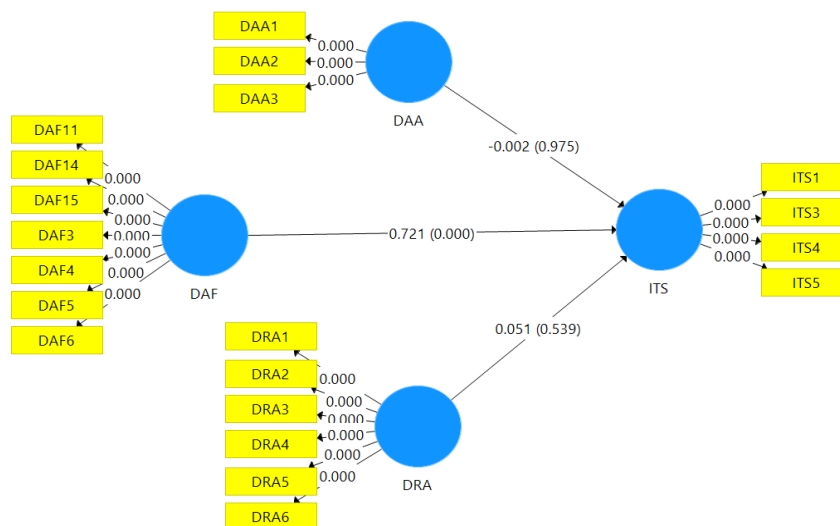 DAA1
0.000
DAA2
0.000
DAA3
0.000
DAA
-0.002 (0.975)
DAF11
0.000
DAF14
0.000
DAF15
0.000
DAF3
0.000
DAF4
0.000
DAF5
0.000
DAF6
0.000
DAF
0.721 (0.000)
ITS1
0.000
ITS3
0.000
ITS4
0.000
ITS5
0.000
ITS
0.051 (0.539)
DRA1
0.000
DRA2
0.000
DRA3
0.000
DRA4
0.000
DRA5
0.000
DRA6
0.000
DRA